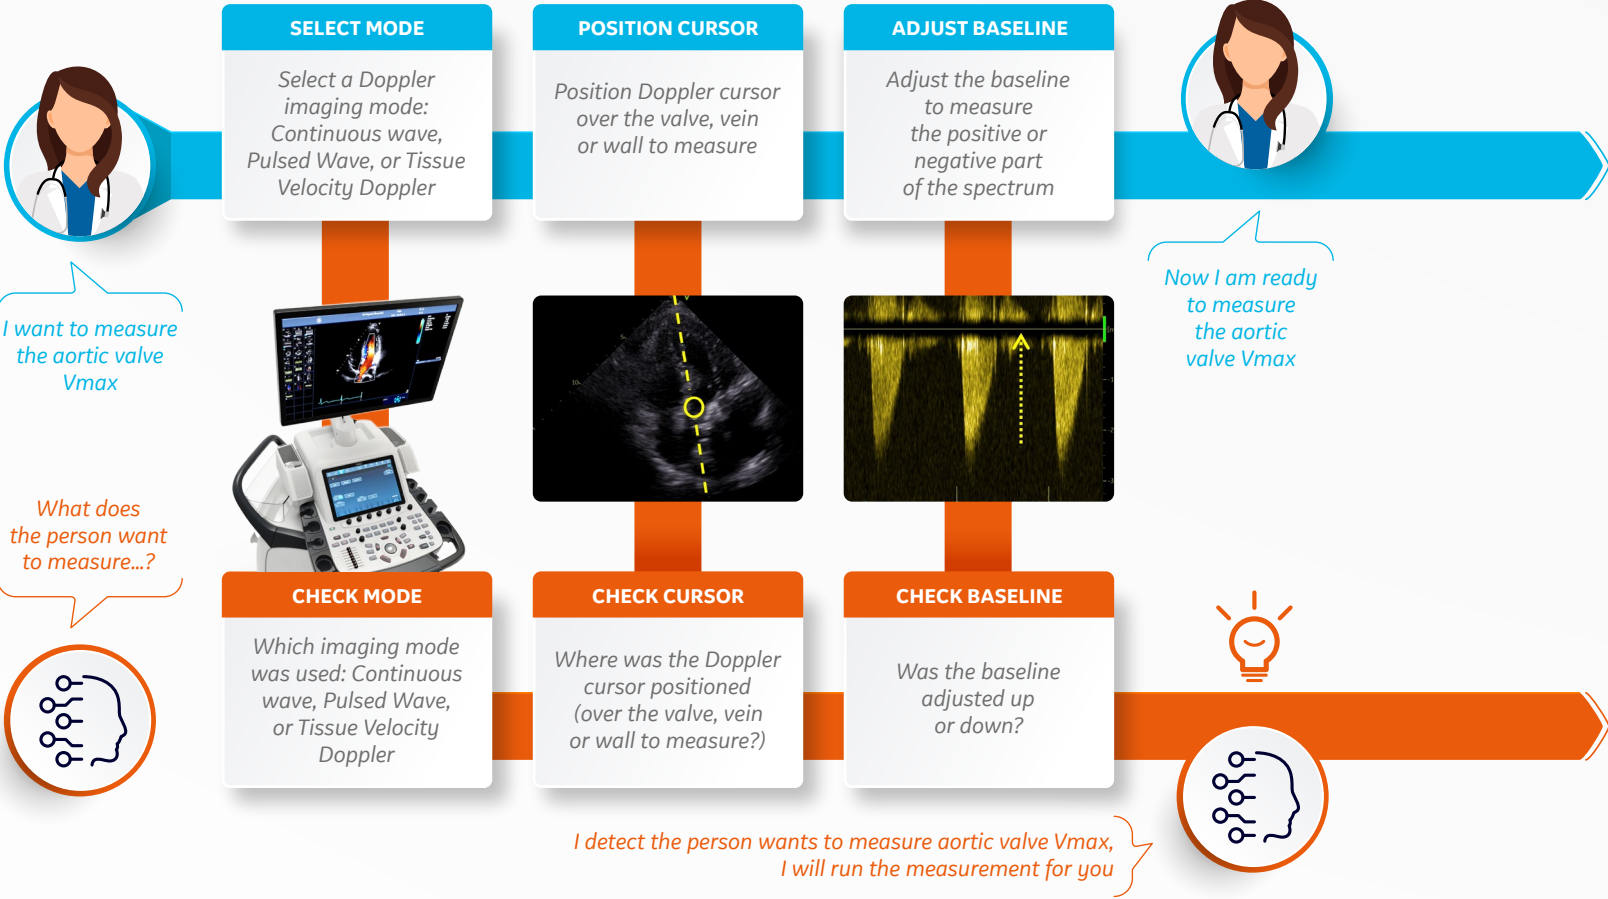 SELECT MODE
Select a Doppler
imaging mode:
Continuous wave,
Pulsed Wave, or Tissue
Velocity Doppler
POSITION CURSOR
Position Doppler cursor
over the valve, vein
or wall to measure
ADJUST BASELINE
Adjust the baseline
to measure
the positive or
negative part
of the spectrum
I want to measure
the aortic valve
Vmax
Now I am ready
to measure
the aortic
valve Vmax
What does
the person want
to measure...?
CHECK MODE
Which imaging mode
was used: Continuous
wave, Pulsed Wave,
or Tissue Velocity
Doppler
CHECK CURSOR
Where was the Doppler
cursor positioned
(over the valve, vein
or wall to measure?)
CHECK BASELINE
Was the baseline
adjusted up
or down?
I detect the person wants to measure aortic valve Vmax,
I will run the measurement for you